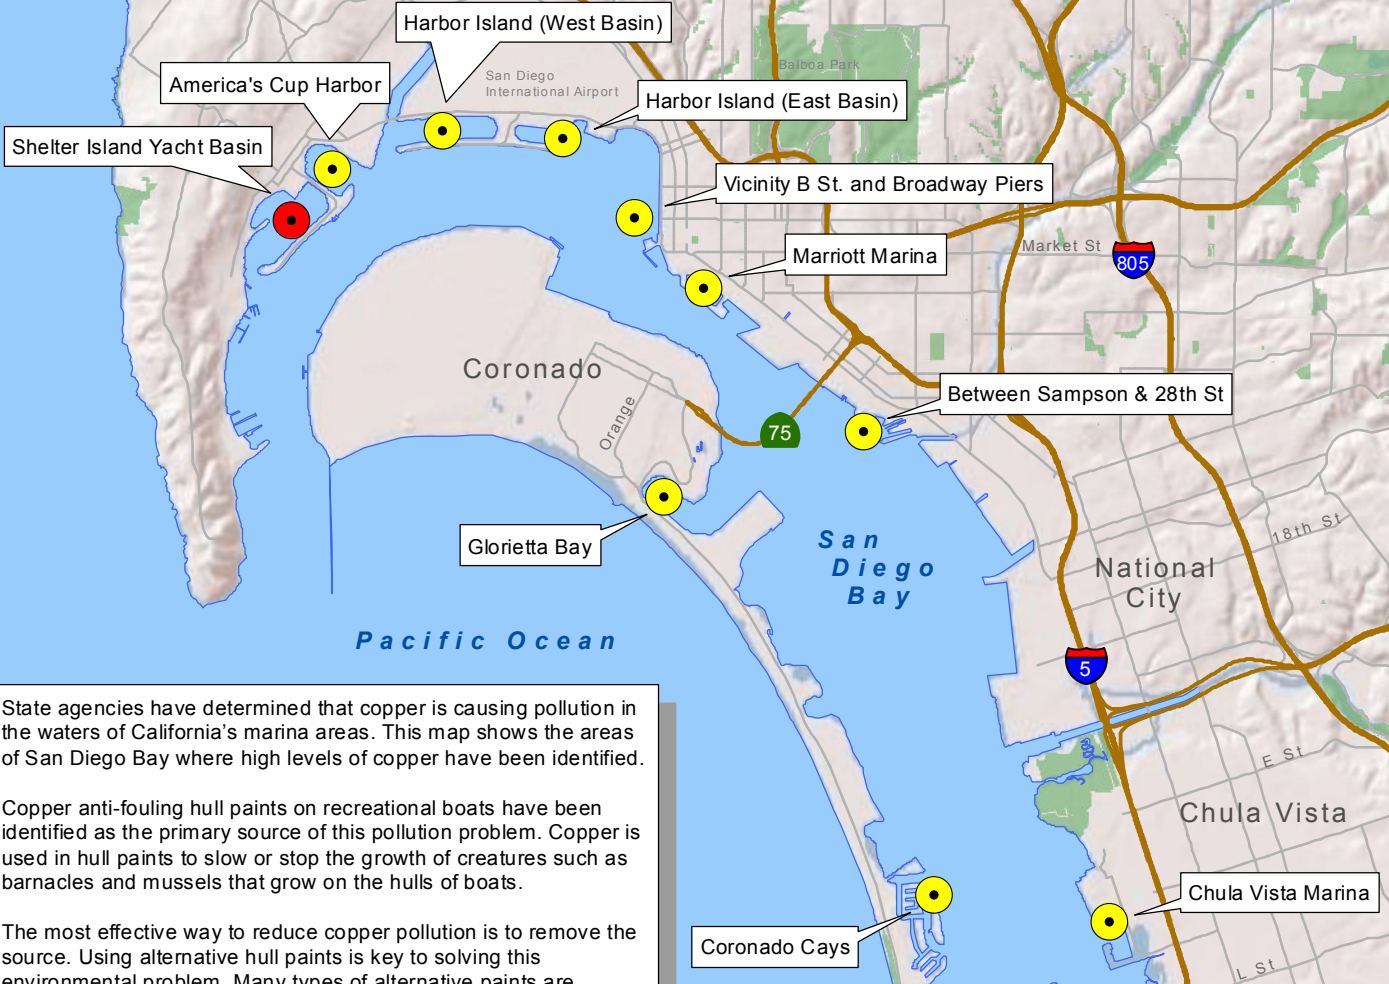 Harbor Island (West Basin)
America's Cup Harbor
San Diego
International Airport
Balboa Park
Harbor Island (East Basin)
Shelter Island Yacht Basin
Vicinity B St. and Broadway Piers
Marriott Marina
Market St
805
Coronado
Orange
75
Between Sampson & 28th St
Glorietta Bay
San
Diego
Bay
18th St
National
City
Pacific Ocean
5
State agencies have determined that copper is causing pollution in
the waters of California’s marina areas. This map shows the areas
of San Diego Bay where high levels of copper have been identified.
Copper anti-fouling hull paints on recreational boats have been
identified as the primary source of this pollution problem. Copper is
used in hull paints to slow or stop the growth of creatures such as
barnacles and mussels that grow on the hulls of boats.
The most effective way to reduce copper pollution is to remove the
source. Using alternative hull paints is key to solving this
environmental problem. Many types of alternative paints are
E St
Chula Vista
Chula Vista Marina
Coronado Cays
L St